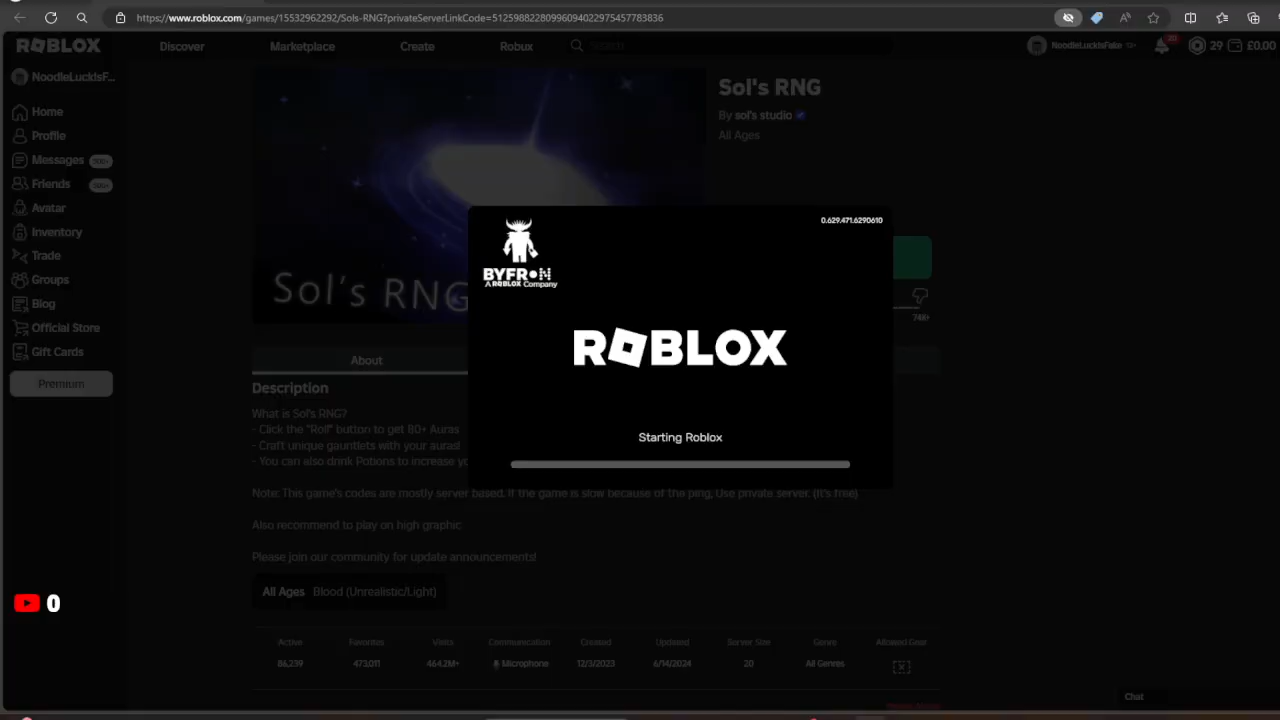 https://www.roblox.com/games/15532962292/Sols-RNG?privateServerLinkCode=51259882280996094022975457783836
ROBLOX
Discover
Marketplace
Create
Robux
Search
NoodleLuckIsFake
13+
20
29
£0.00
NoodleLuckIsF...
Home
Profile
Messages
Friends
Avatar
Inventory
Trade
Groups
Blog
Official Store
Gift Cards
Premium
Sol's RNG
Sol's RNG
By sol's studio
All Ages
BYFRON
A ROBLOX Company
0.629.471.6290610
ROBLOX
Starting Roblox
About
Description
What is Sol's RNG?
- Click the "Roll" button to get 80+ Auras
- Craft unique gauntlets with your auras!
- You can also drink Potions to increase yo
Note: This game's codes are mostly server based. If the game is slow because of the ping, Use private server. (It's free)
Also recommend to play on high graphic
Please join our community for update announcements!
All Ages Blood (Unrealistic/Light)
0
Active Favorites Visits Communication Created Updated Server Size Genre Allowed Gear
86,239 473,011 464.2M+ Microphone 12/3/2023 6/14/2024 20 All Genres
Chat